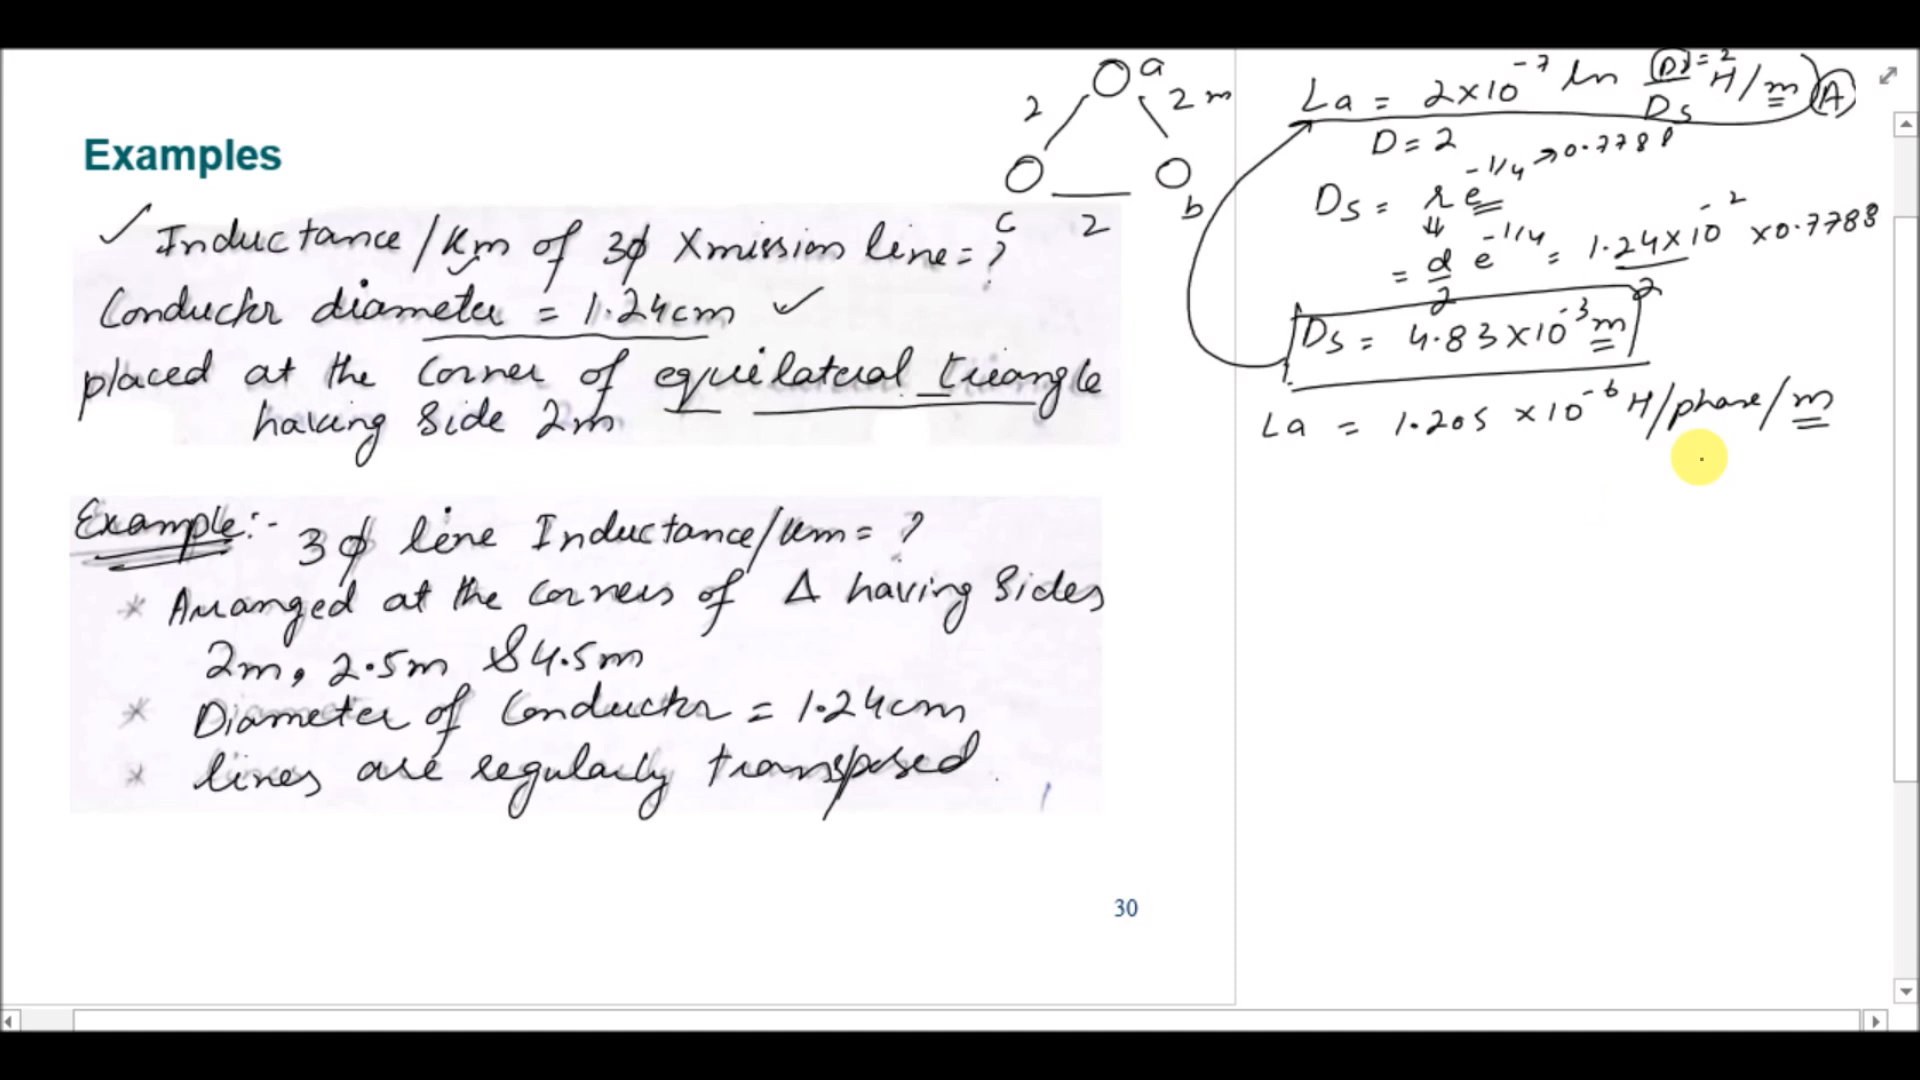 Examples
Inductance/Km of 3ϕ Xmission line = ?
Conductor diameter = 1.24cm
placed at the corner of equilateral triangle
having side 2m
Example:-
3ϕ line Inductance/Km = ?
* Arranged at the corners of Δ having sides
2m, 2.5m & 4.5m
* Diameter of Conductor = 1.24cm
* lines are regularly transposed.
30
a
2
2 m
c
2
b
La = 2×10⁻⁷ ln D/Ds H/m (A)
D = 2
= 2
Ds = r e^-1/4 → 0.7788
= d/2 e^-1/4 = 1.24×10⁻² × 0.7788 / 2
Ds = 4.83×10⁻³ m
La = 1.205 ×10⁻⁶ H/phase/m